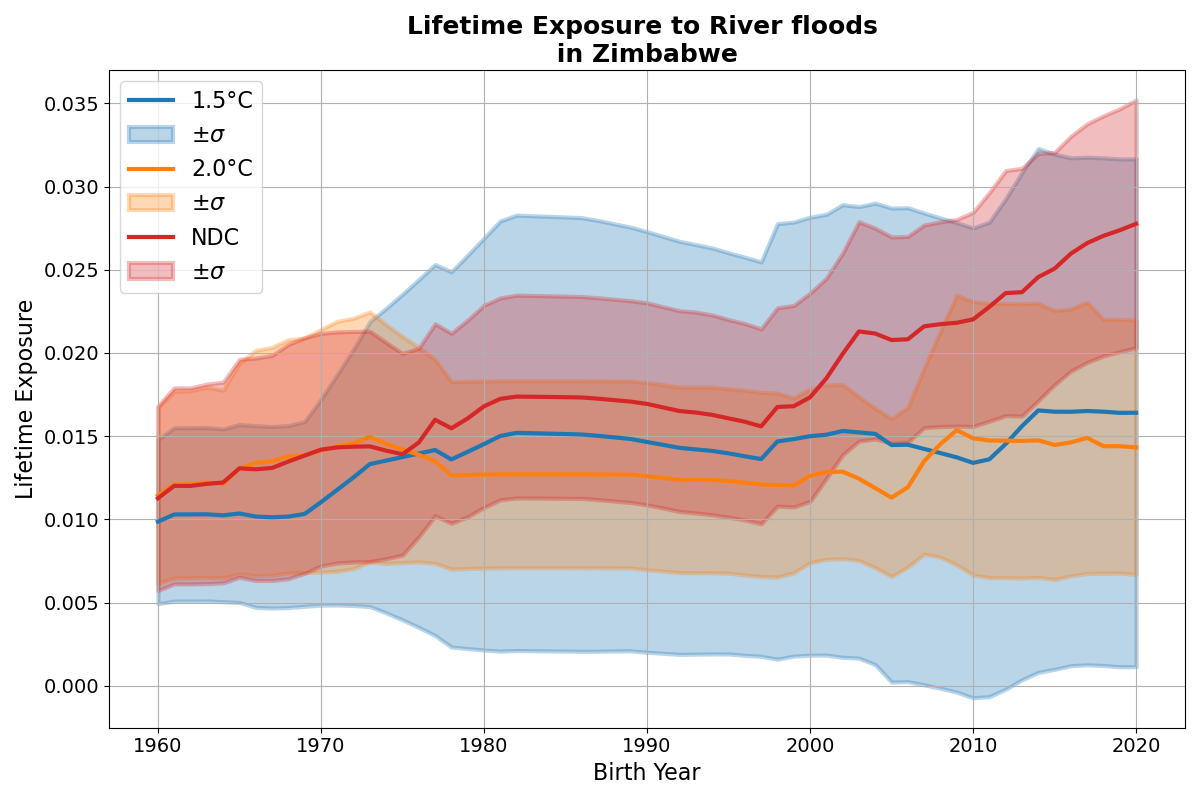 Lifetime Exposure to River floods
in Zimbabwe
1.5°C
±σ
2.0°C
±σ
NDC
±σ
Lifetime Exposure
0.035
0.030
0.025
0.020
0.015
0.010
0.005
0.000
1960 1970 1980 1990 2000 2010 2020
Birth Year